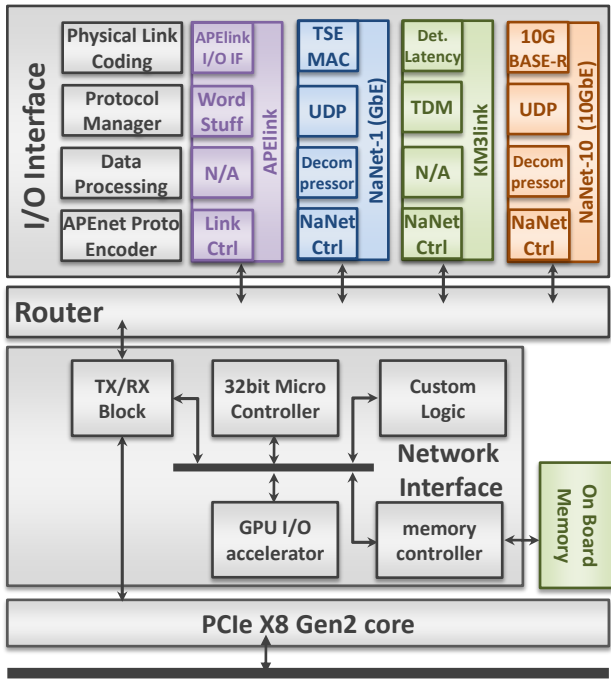 I/O Interface
Physical Link
Coding
Protocol
Manager
Data
Processing
APEnet Proto
Encoder
APElink
I/O IF
Word
Stuff
N/A
Link
Ctrl
APElink
TSE
MAC
UDP
Decom
pressor
NaNet
Ctrl
NaNet-1 (GbE)
Det.
Latency
TDM
N/A
NaNet
Ctrl
KM3link
10G
BASE-R
UDP
Decom
pressor
NaNet
Ctrl
NaNet-10 (10GbE)
Router
TX/RX
Block
32bit Micro
Controller
Custom
Logic
Network
Interface
GPU I/O
accelerator
memory
controller
On Board
Memory
PCIe X8 Gen2 core